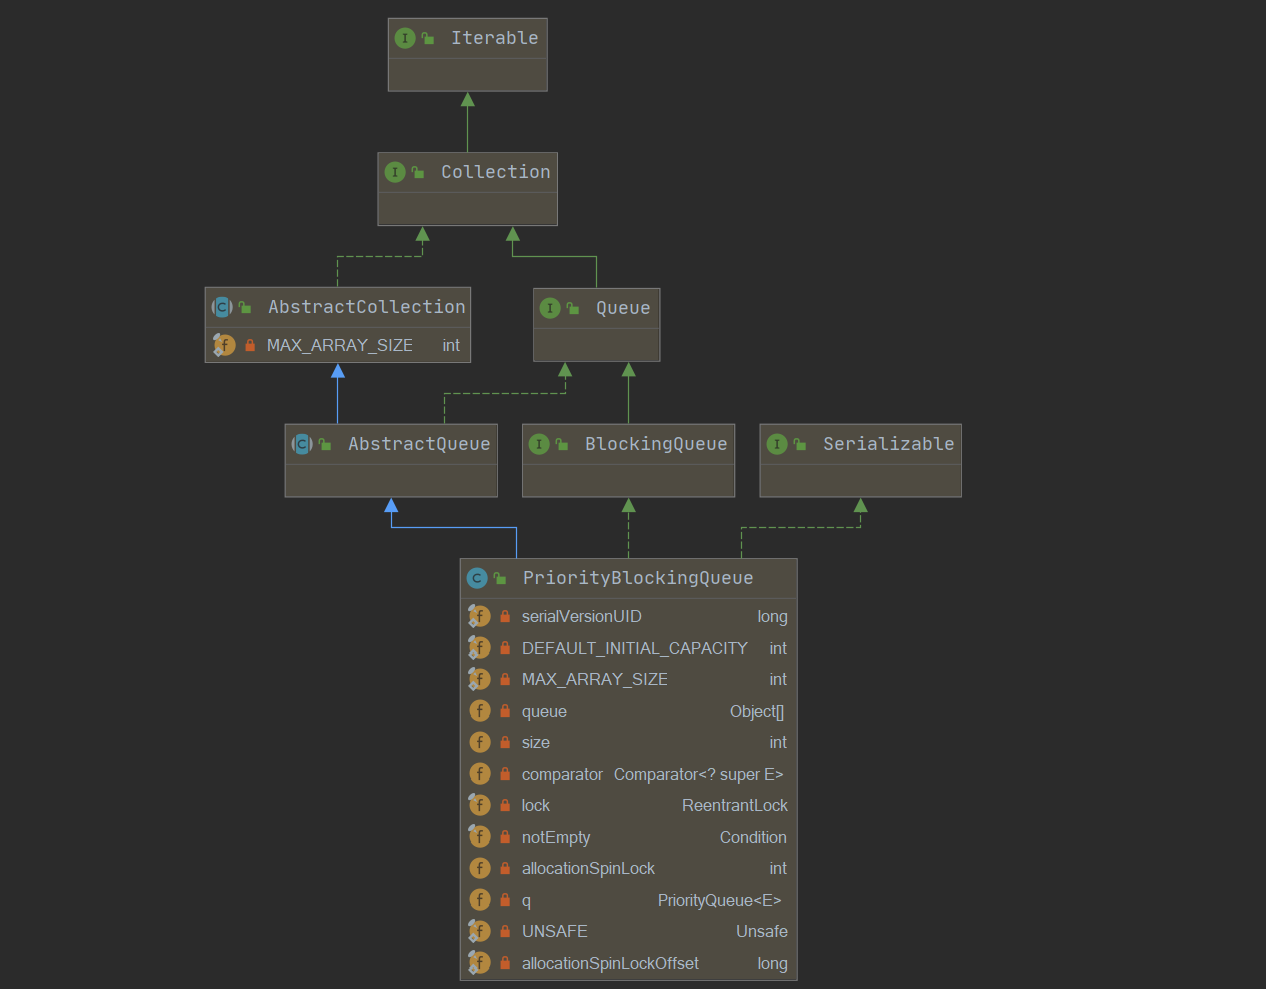 I Iterable
I Collection
C AbstractCollection
f MAX_ARRAY_SIZE int
I Queue
C AbstractQueue
I BlockingQueue
I Serializable
C PriorityBlockingQueue
f serialVersionUID long
f DEFAULT_INITIAL_CAPACITY int
f MAX_ARRAY_SIZE int
f queue Object[]
f size int
f comparator Comparator<? super E>
f lock ReentrantLock
f notEmpty Condition
f allocationSpinLock int
f q PriorityQueue<E>
f UNSAFE Unsafe
f allocationSpinLockOffset long